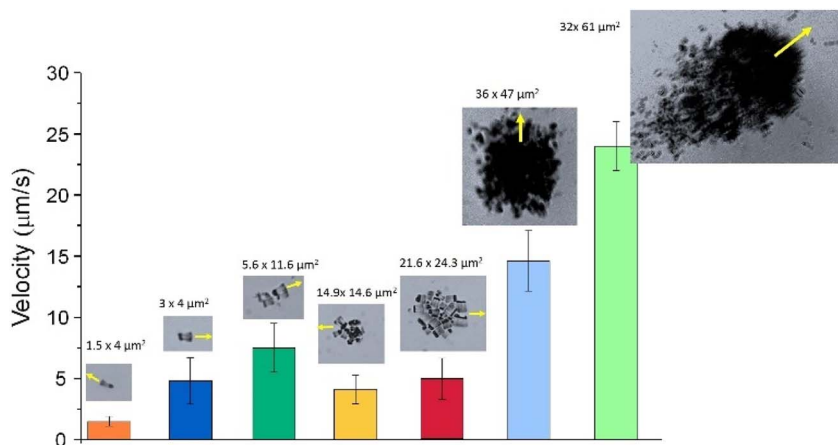 32x 61 µm²
30
36 x 47 µm²
25
20
Velocity (µm/s)
15
5.6 x 11.6 µm²
21.6 x 24.3 µm²
14.9x 14.6 µm²
3 x 4 µm²
10
1.5 x 4 µm²
5
0